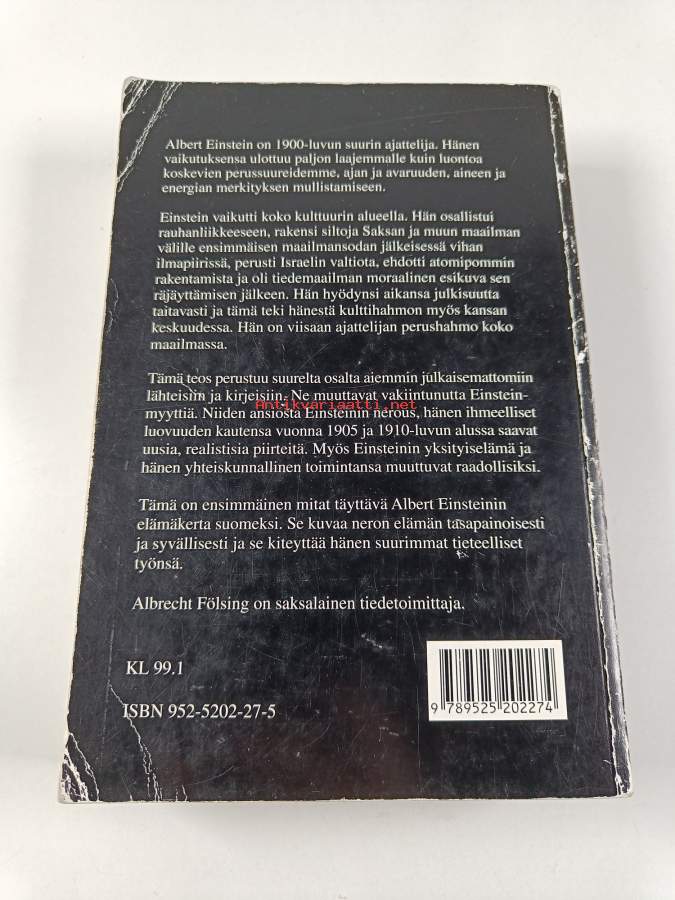 Albert Einstein on 1900-luvun suurin ajattelija. Hänen
vaikutuksensa ulottuu paljon laajemmalle kuin luontoa
koskevien perussuureidemme, ajan ja avaruuden, aineen ja
energian merkityksen mullistamiseen.
Einstein vaikutti koko kulttuurin alueella. Hän osallistui
rauhanliikkeeseen, rakensi siltoja Saksan ja muun maailman
välille ensimmäisen maailmansodan jälkeisessä vihan
ilmapiirissä, perusti Israelin valtiota, ehdotti atomipommin
rakentamista ja oli tiedemaailman moraalinen esikuva sen
räjäyttämisen jälkeen. Hän hyödynsi aikansa julkisuutta
taitavasti ja tämä teki hänestä kulttihahmon myös kansan
keskuudessa. Hän on viisaan ajattelijan perushahmo koko
maailmassa.
Tämä teos perustuu suurelta osalta aiemmin julkaisemattomiin
lähteisiin ja kirjeisiin. Ne muuttavat vakiintunutta Einstein-
Antikvariaatti.net
myyttiä. Niiden ansiosta Einsteinin nerous, hänen ihmeelliset
luovuuden kautensa vuonna 1905 ja 1910-luvun alussa saavat
uusia, realistisia piirteitä. Myös Einsteinin yksityiselämä ja
hänen yhteiskunnallinen toimintansa muuttuvat raadollisiksi.
Tämä on ensimmäinen mitat täyttävä Albert Einsteinin
elämäkerta suomeksi. Se kuvaa neron elämän tasapainoisesti
ja syvällisesti ja se kiteyttää hänen suurimmat tieteelliset
työnsä.
Albrecht Fölsing on saksalainen tiedetoimittaja.
KL 99.1
ISBN 952-5202-27-5
9 789525 202274